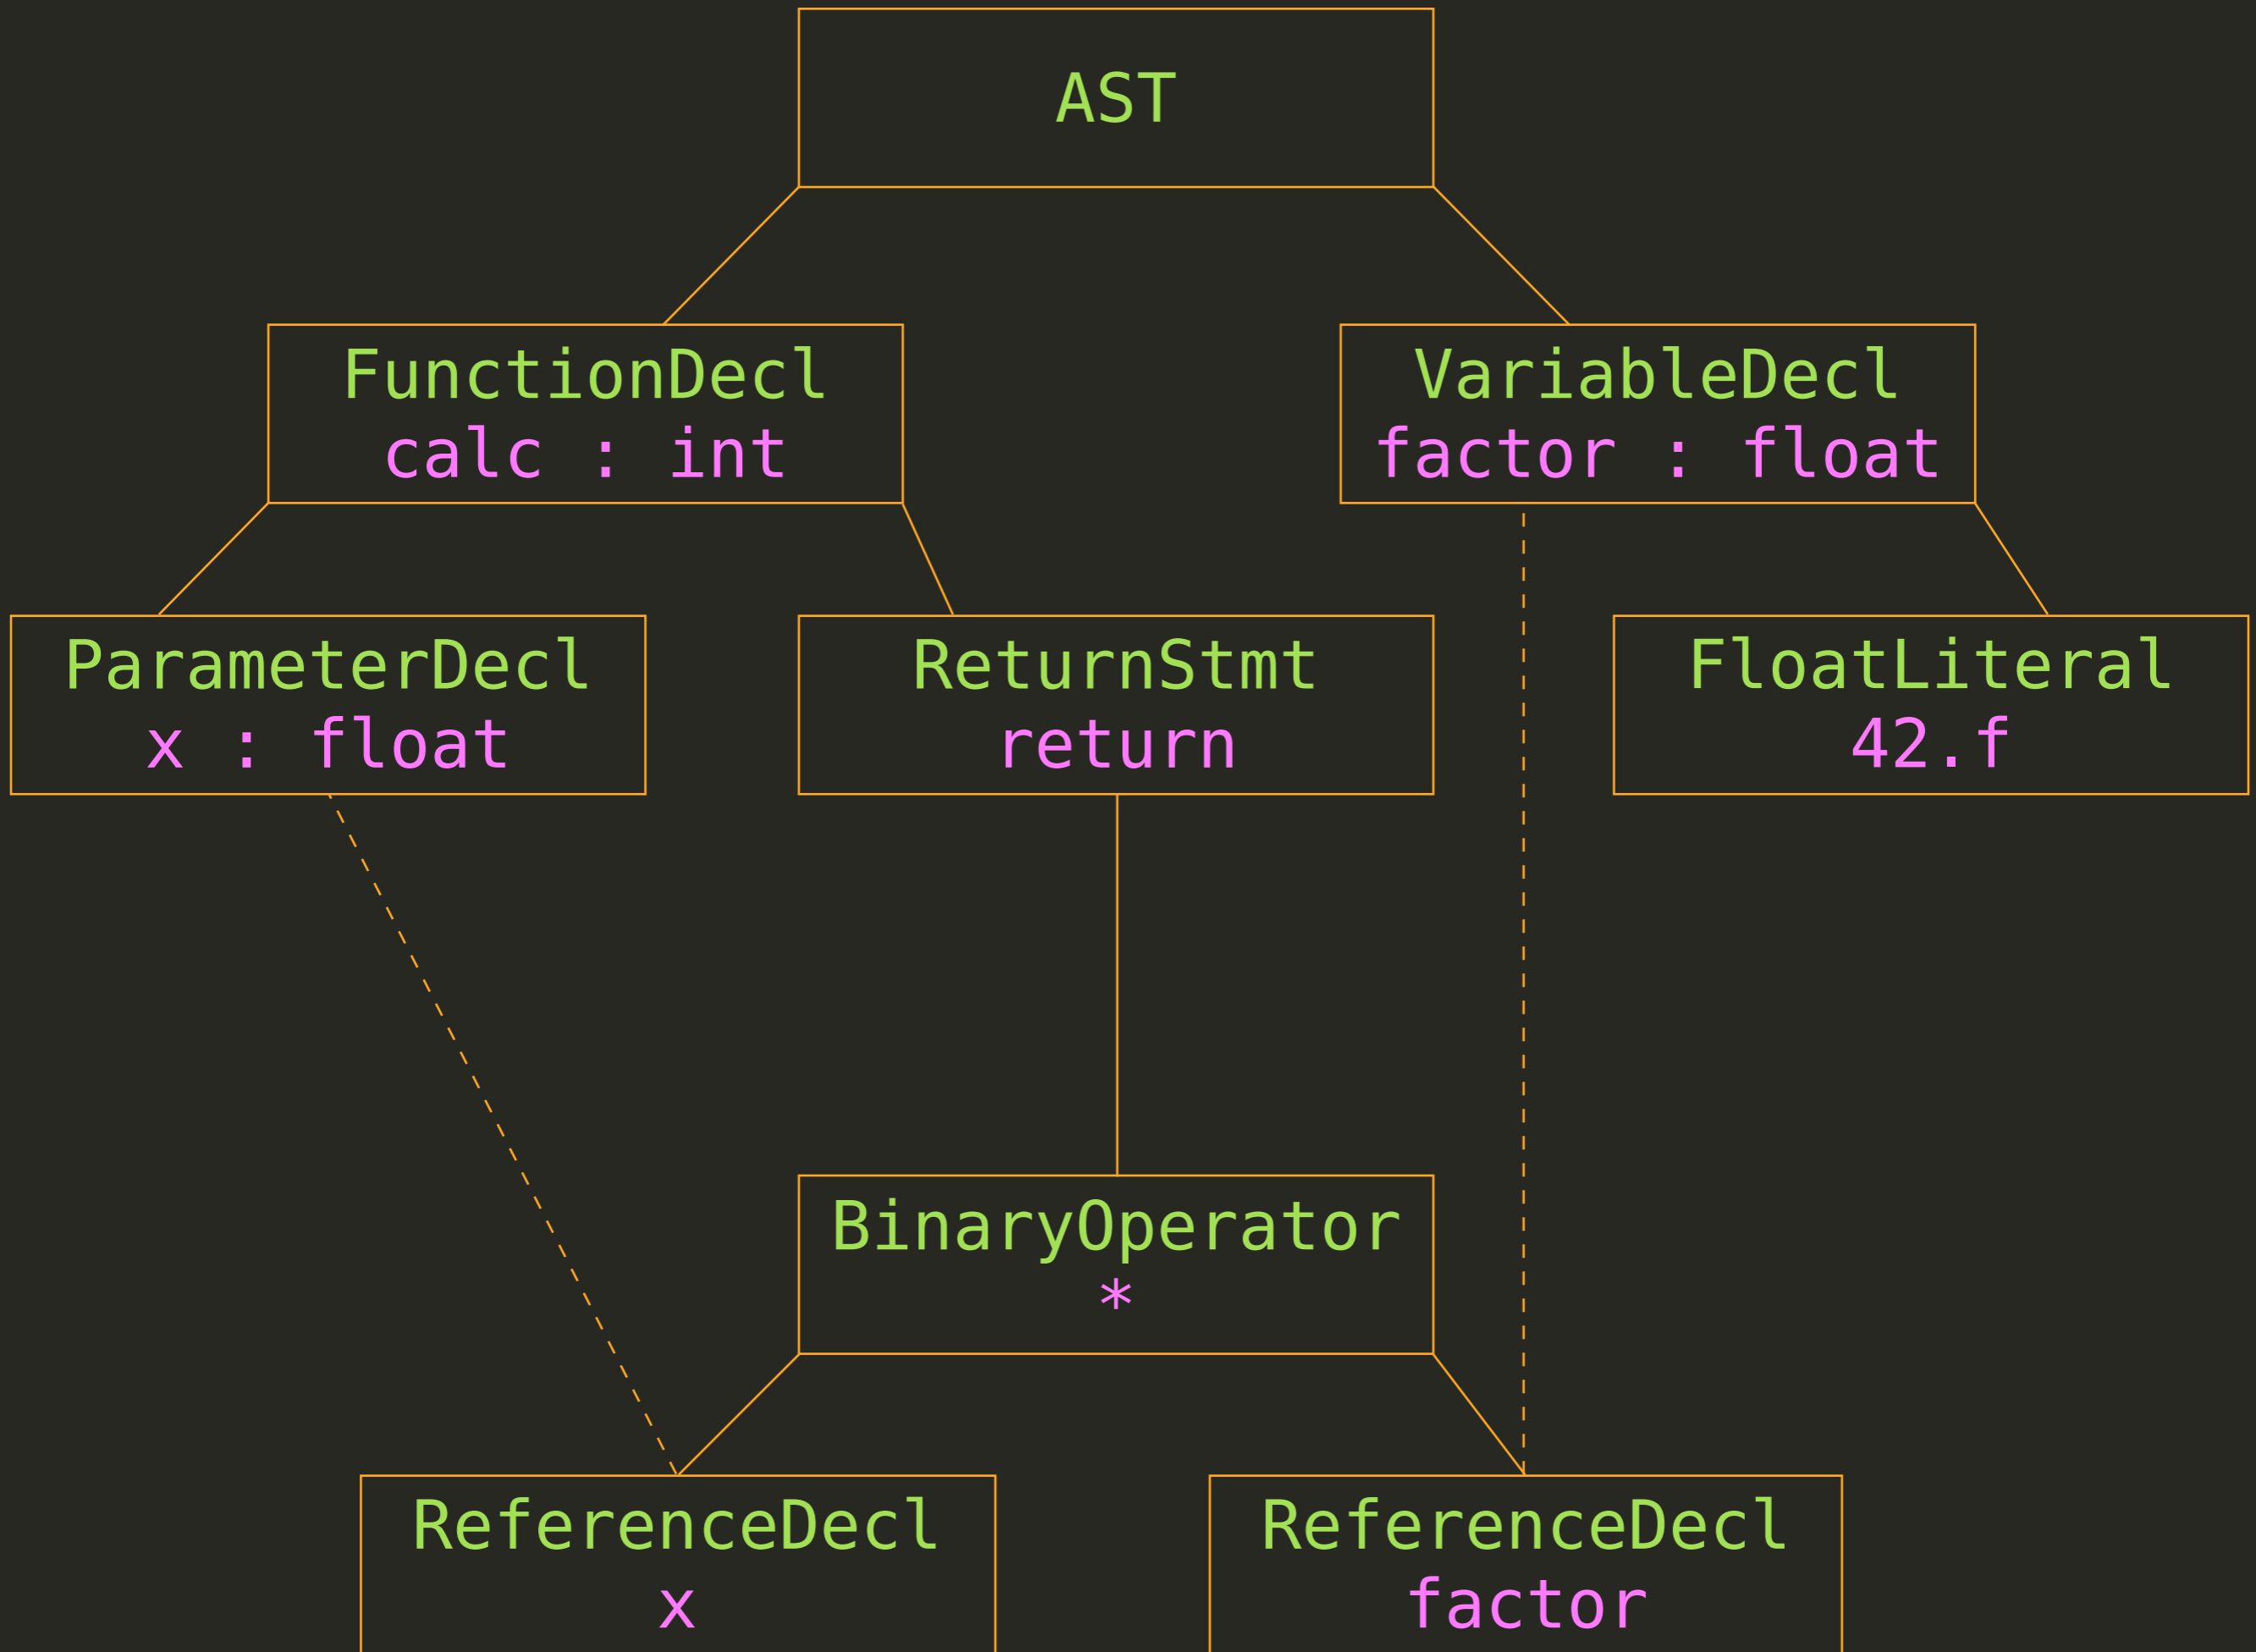 AST
FunctionDecl
calc : int
VariableDecl
factor : float
ParameterDecl
x : float
ReturnStmt
return
FloatLiteral
42.f
BinaryOperator
*
ReferenceDecl
x
ReferenceDecl
factor